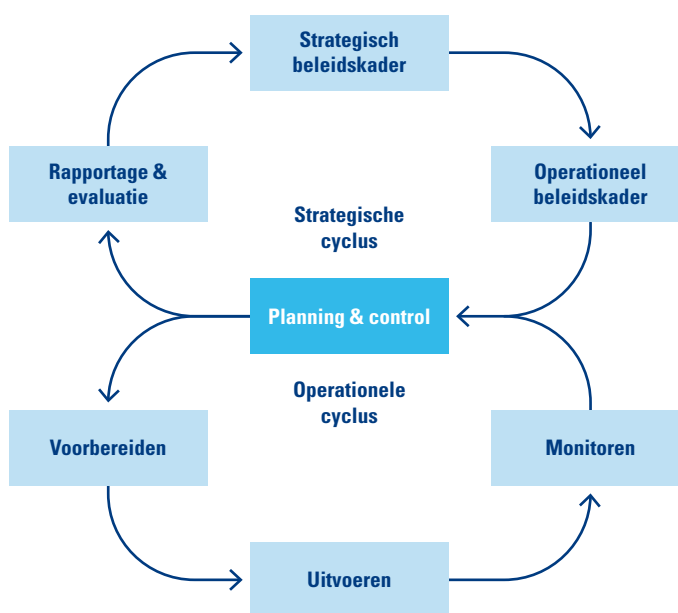 Strategisch
beleidskader
Rapportage &
evaluatie
Operationeel
beleidskader
Strategische
cyclus
Planning & control
Operationele
cyclus
Voorbereiden
Monitoren
Uitvoeren